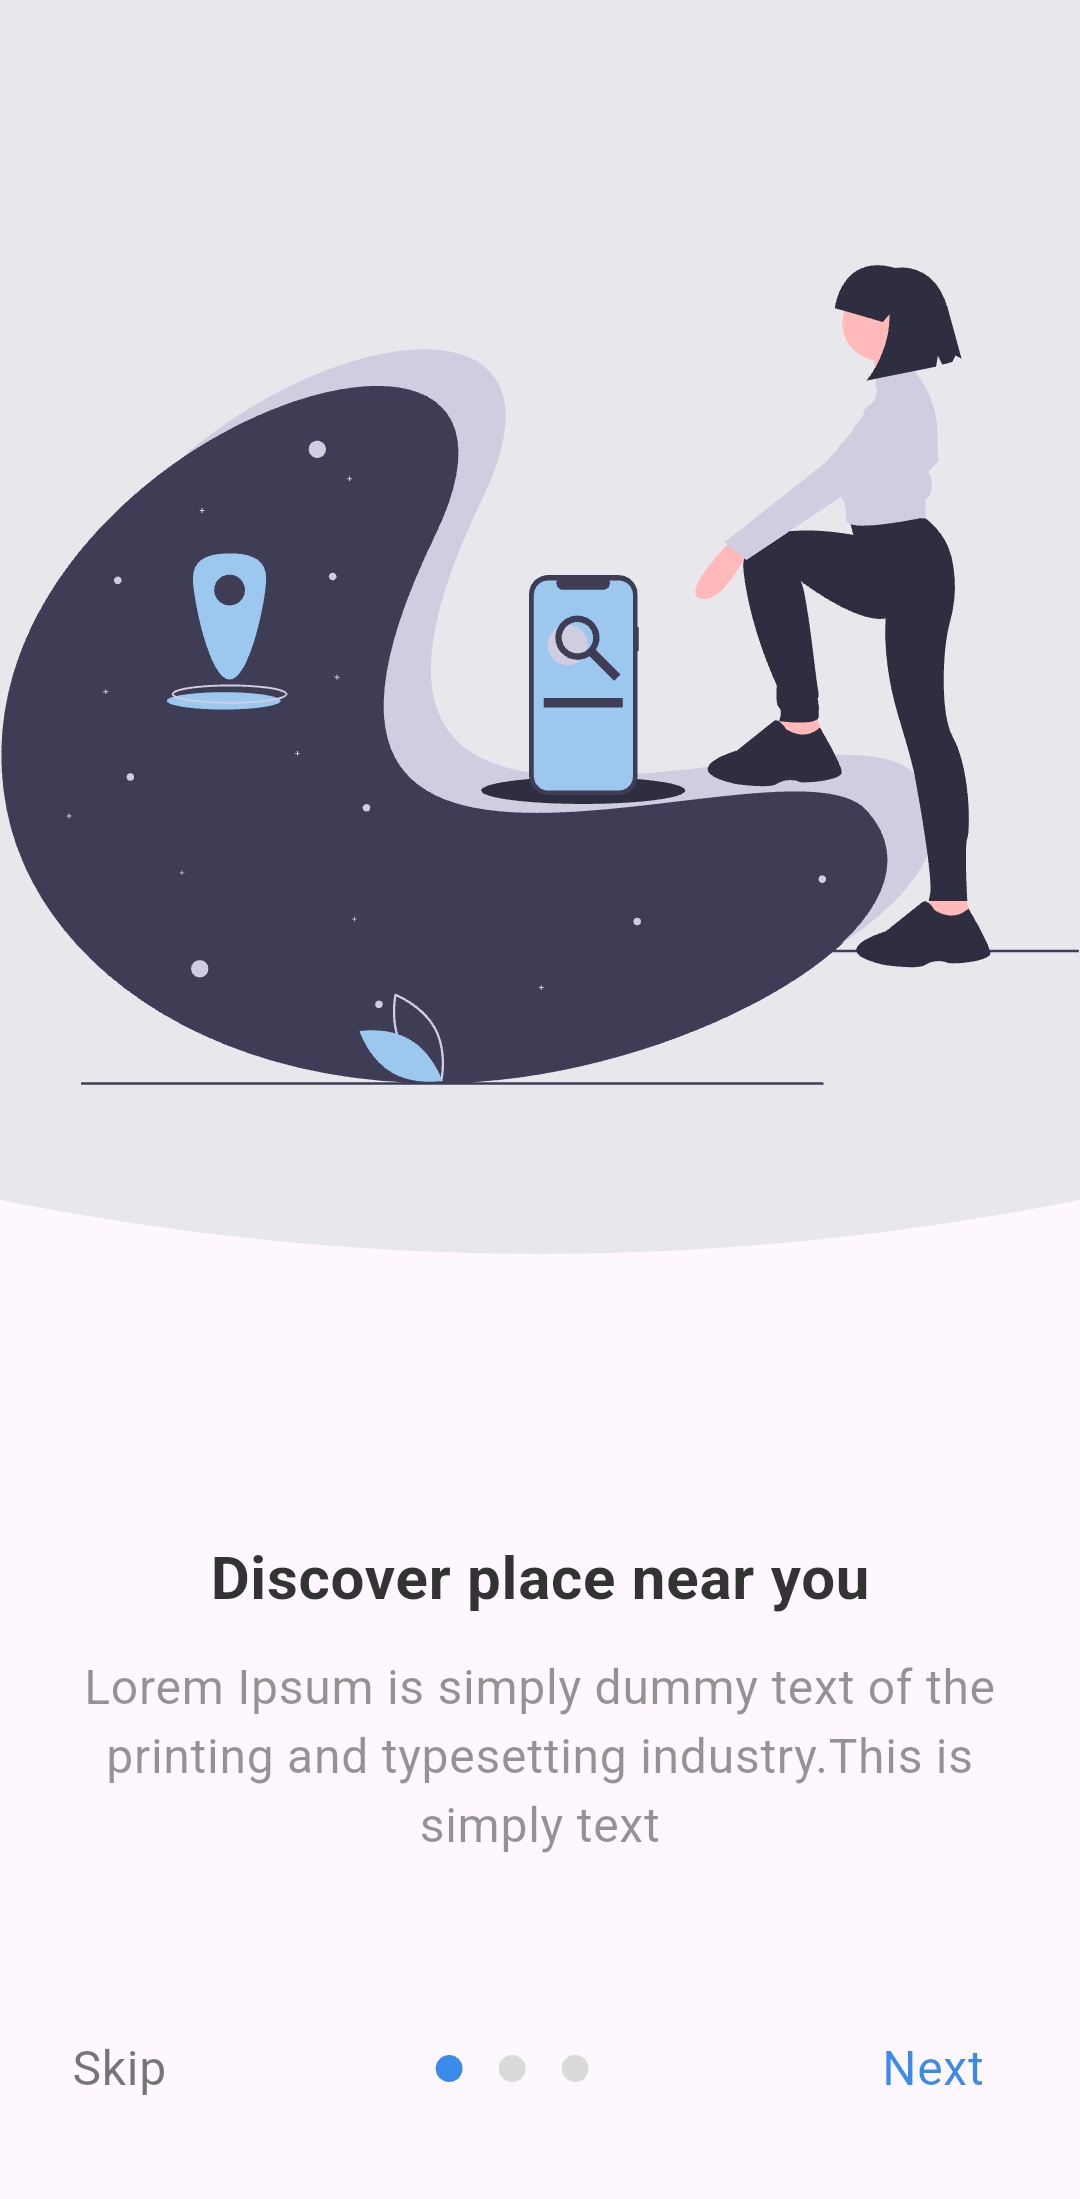 Discover place near you
Lorem Ipsum is simply dummy text of the
printing and typesetting industry.This is
simply text
Skip
Next